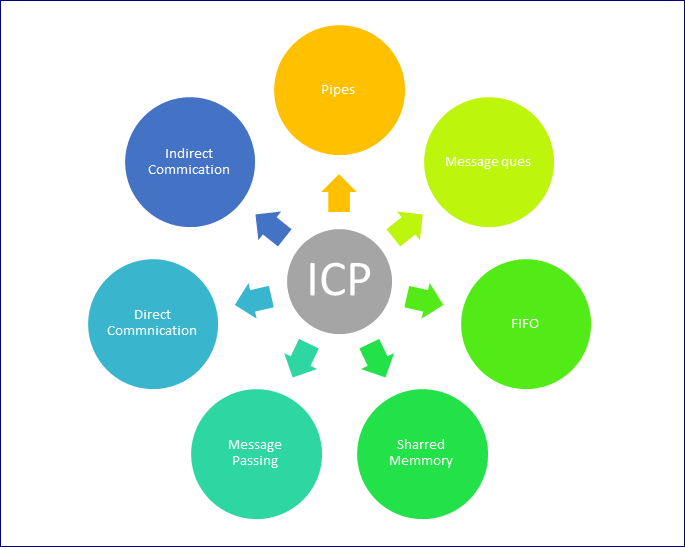 Pipes
Message ques
FIFO
Sharred
Memmory
Message
Passing
Direct
Commnication
Indirect
Commication
ICP